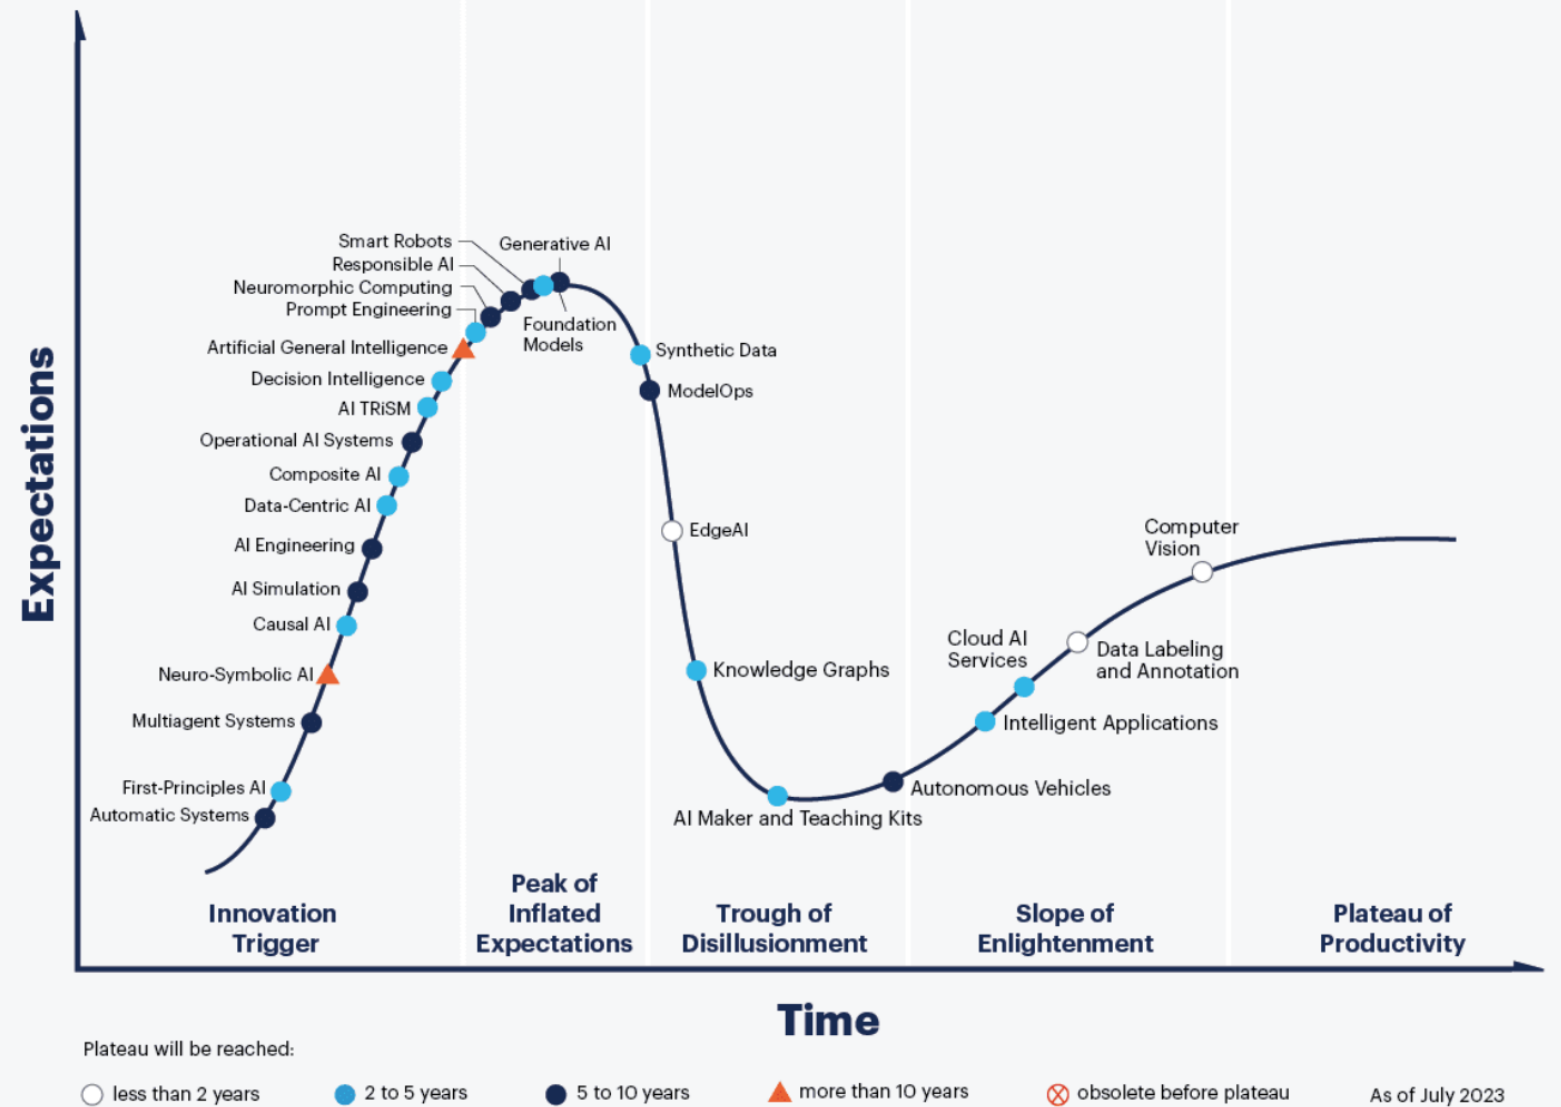 Expectations
Smart Robots
Responsible AI
Neuromorphic Computing
Prompt Engineering
Artificial General Intelligence
Decision Intelligence
AI TRiSM
Operational AI Systems
Composite AI
Data-Centric AI
AI Engineering
AI Simulation
Causal AI
Neuro-Symbolic AI
Multiagent Systems
First-Principles AI
Automatic Systems
Generative AI
Foundation
Models
Synthetic Data
ModelOps
EdgeAI
Knowledge Graphs
AI Maker and Teaching Kits
Autonomous Vehicles
Intelligent Applications
Cloud AI
Services
Data Labeling
and Annotation
Computer
Vision
Innovation
Trigger
Peak of
Inflated
Expectations
Trough of
Disillusionment
Slope of
Enlightenment
Plateau of
Productivity
Time
Plateau will be reached:
less than 2 years
2 to 5 years
5 to 10 years
more than 10 years
obsolete before plateau
As of July 2023